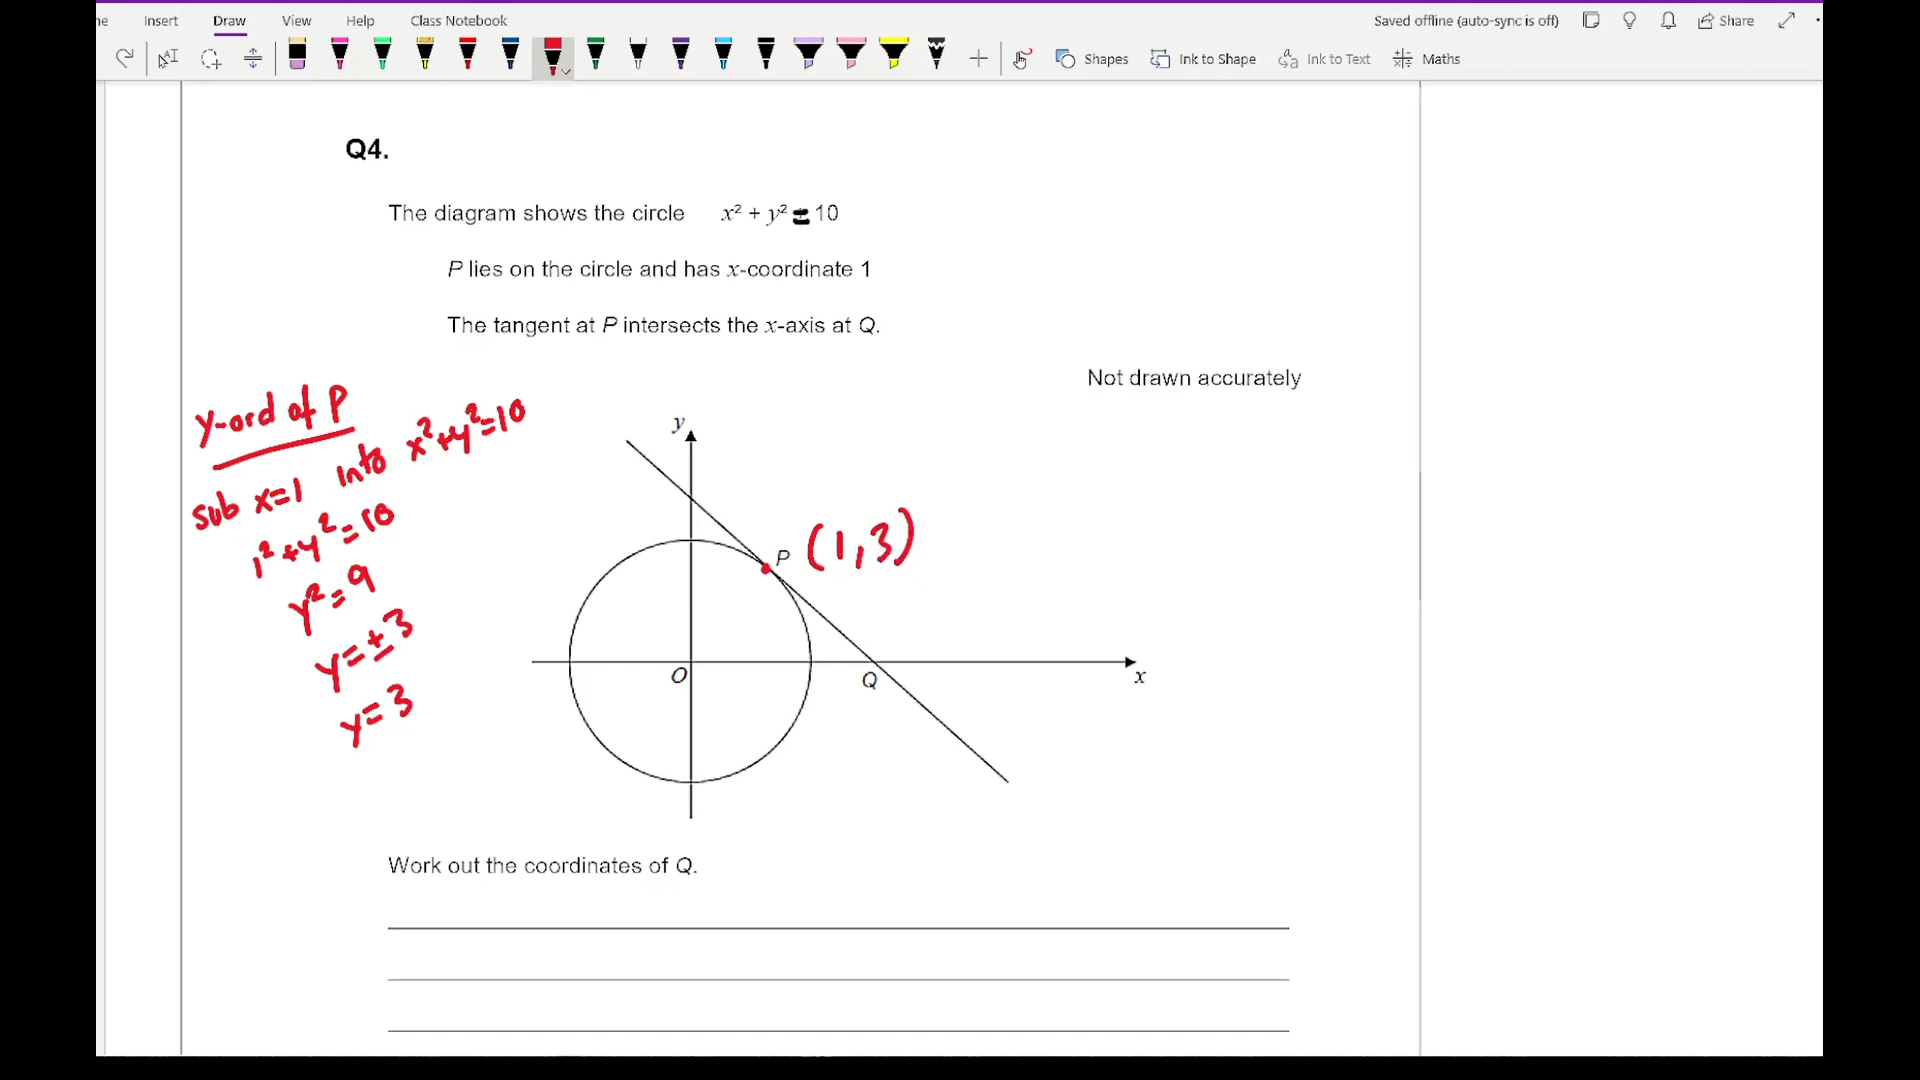 Insert Draw View Help Class Notebook Saved offline (auto-sync is off) Share
Shapes Ink to Shape Ink to Text Maths
Q4.
The diagram shows the circle x² + y² = 10
P lies on the circle and has x-coordinate 1
The tangent at P intersects the x-axis at Q.
Not drawn accurately
y-ord of P
sub x=1 into x²+y²=10
1²+y²=10
y²=9
y=±3
y=3
y
P (1,3)
O
Q
x
Work out the coordinates of Q.